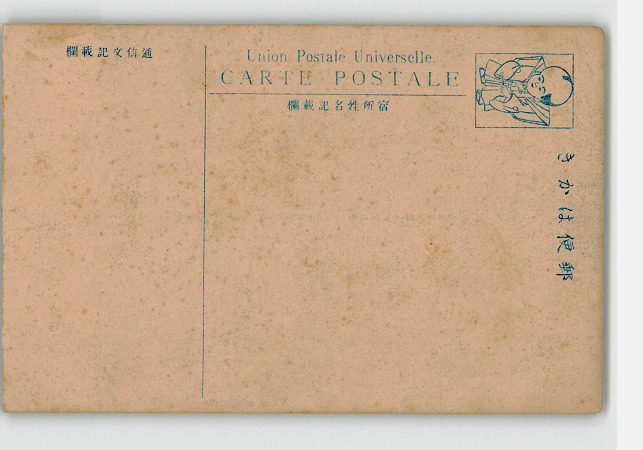 Union Postale Universelle.
CARTE POSTALE
宿所姓名記載欄
通信文記載欄
郵便はかき